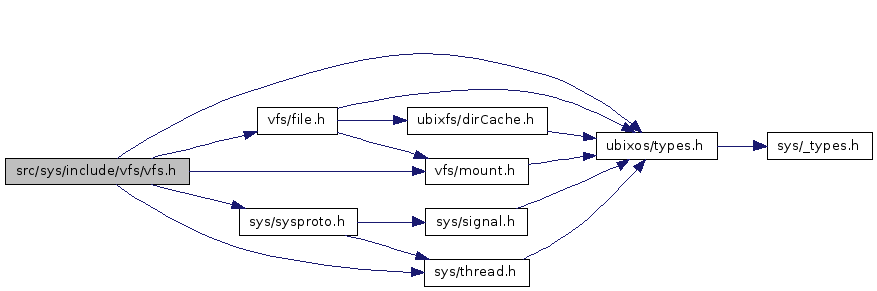 vfs/file.h
ubixfs/dirCache.h
ubixos/types.h
sys/_types.h
src/sys/include/vfs/vfs.h
vfs/mount.h
sys/sysproto.h
sys/signal.h
sys/thread.h